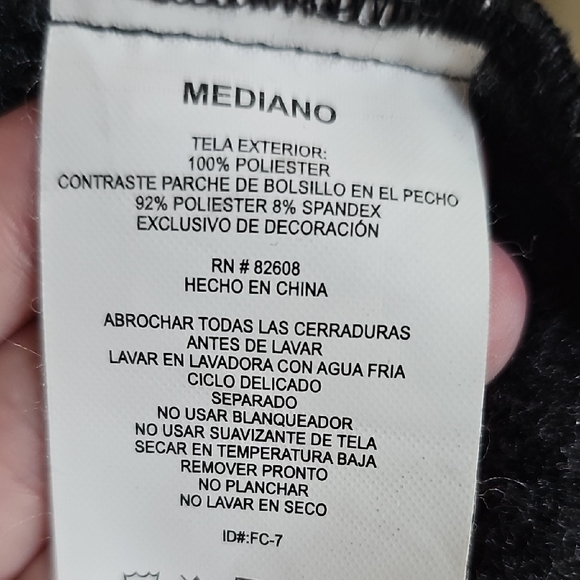 MEDIANO
TELA EXTERIOR:
100% POLIESTER
CONTRASTE PARCHE DE BOLSILLO EN EL PECHO
92% POLIESTER 8% SPANDEX
EXCLUSIVO DE DECORACIÓN
RN # 82608
HECHO EN CHINA
ABROCHAR TODAS LAS CERRADURAS
ANTES DE LAVAR
LAVAR EN LAVADORA CON AGUA FRIA
CICLO DELICADO
SEPARADO
NO USAR BLANQUEADOR
NO USAR SUAVIZANTE DE TELA
SECAR EN TEMPERATURA BAJA
REMOVER PRONTO
NO PLANCHAR
NO LAVAR EN SECO
ID#:FC-7